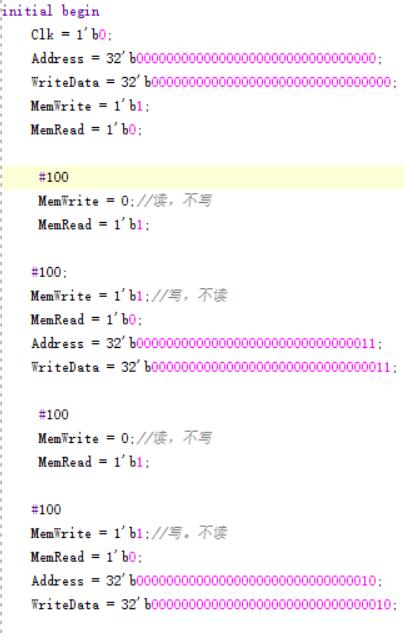 initial begin
Clk = 1'b0;
Address = 32'b00000000000000000000000000000000;
WriteData = 32'b00000000000000000000000000000000;
MemWrite = 1'b1;
MemRead = 1'b0;
#100
MemWrite = 0;//读，不写
MemRead = 1'b1;
#100;
MemWrite = 1'b1;//写，不读
MemRead = 1'b0;
Address = 32'b00000000000000000000000000000011;
WriteData = 32'b00000000000000000000000000000011;
#100
MemWrite = 0;//读，不写
MemRead = 1'b1;
#100
MemWrite = 1'b1;//写。不读
MemRead = 1'b0;
Address = 32'b00000000000000000000000000000010;
WriteData = 32'b00000000000000000000000000000010;